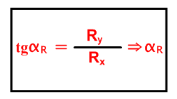 tgα_R = R_y / R_x ⇒ α_R